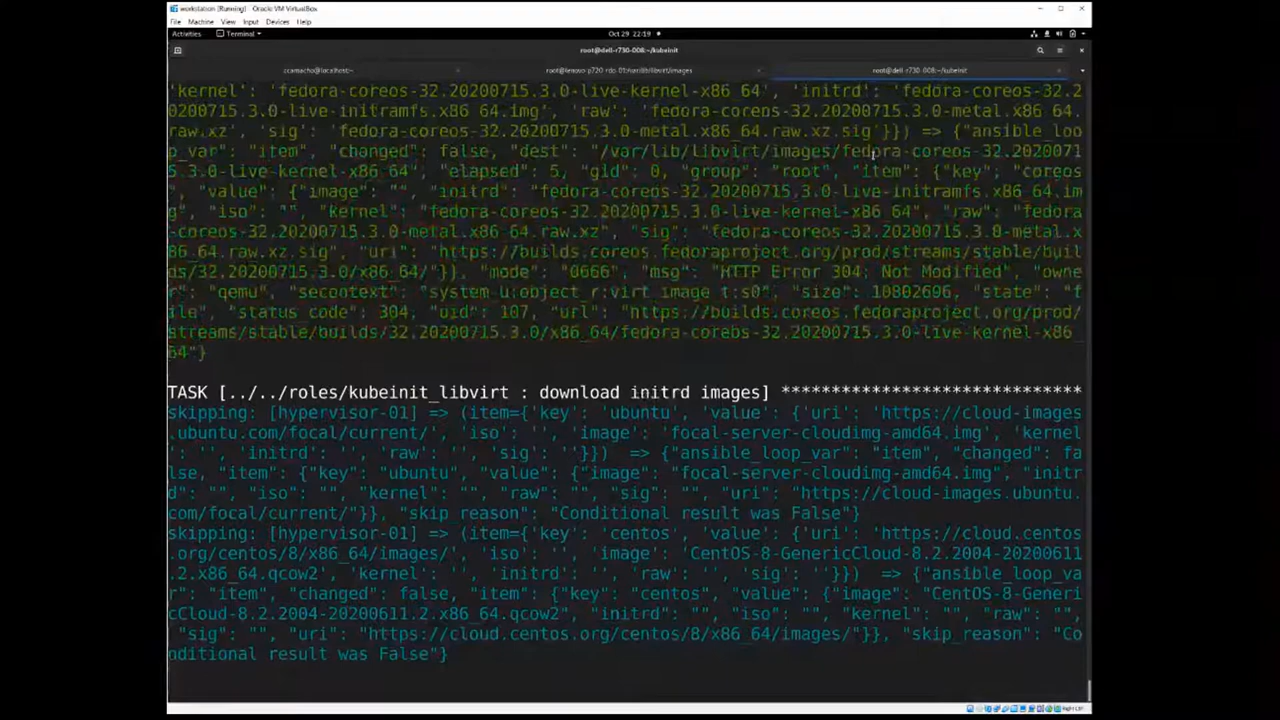 workstation [Running] - Oracle VM VirtualBox
File Machine View Input Devices Help
Activities Terminal Oct 29 22:19
root@dell-r730-008:~/kubeinit
ccamacho@localhost:~ root@lenovo-p720-rdo-01:/var/lib/libvirt/images root@dell-r730-008:~/kubeinit
'kernel': 'fedora-coreos-32.20200715.3.0-live-kernel-x86_64', 'initrd': 'fedora-coreos-32.2
0200715.3.0-live-initramfs.x86_64.img', 'raw': 'fedora-coreos-32.20200715.3.0-metal.x86_64.
raw.xz', 'sig': 'fedora-coreos-32.20200715.3.0-metal.x86_64.raw.xz.sig'}}) => {"ansible_loo
p_var": "item", "changed": false, "dest": "/var/lib/libvirt/images/fedora-coreos-32.2020071
5.3.0-live-kernel-x86_64", "elapsed": 5, "gid": 0, "group": "root", "item": {"key": "coreos
", "value": {"image": "", "initrd": "fedora-coreos-32.20200715.3.0-live-initramfs.x86_64.im
g", "iso": "", "kernel": "fedora-coreos-32.20200715.3.0-live-kernel-x86_64", "raw": "fedora
-coreos-32.20200715.3.0-metal.x86_64.raw.xz", "sig": "fedora-coreos-32.20200715.3.0-metal.x
86_64.raw.xz.sig", "uri": "https://builds.coreos.fedoraproject.org/prod/streams/stable/buil
ds/32.20200715.3.0/x86_64/"}}, "mode": "0666", "msg": "HTTP Error 304: Not Modified", "owne
r": "qemu", "secontext": "system_u:object_r:virt_image_t:s0", "size": 10802606, "state": "f
ile", "status_code": 304, "uid": 107, "url": "https://builds.coreos.fedoraproject.org/prod/
streams/stable/builds/32.20200715.3.0/x86_64/fedora-coreos-32.20200715.3.0-live-kernel-x86_
64"}
TASK [../../roles/kubeinit_libvirt : download initrd images] ******************************
skipping: [hypervisor-01] => (item={'key': 'ubuntu', 'value': {'uri': 'https://cloud-images
.ubuntu.com/focal/current/', 'iso': '', 'image': 'focal-server-cloudimg-amd64.img', 'kernel
': '', 'initrd': '', 'raw': '', 'sig': ''}}) => {"ansible_loop_var": "item", "changed": fa
lse, "item": {"key": "ubuntu", "value": {"image": "focal-server-cloudimg-amd64.img", "initr
d": "", "iso": "", "kernel": "", "raw": "", "sig": "", "uri": "https://cloud-images.ubuntu.
com/focal/current/"}}, "skip_reason": "Conditional result was False"}
skipping: [hypervisor-01] => (item={'key': 'centos', 'value': {'uri': 'https://cloud.centos
.org/centos/8/x86_64/images/', 'iso': '', 'image': 'CentOS-8-GenericCloud-8.2.2004-20200611
.2.x86_64.qcow2', 'kernel': '', 'initrd': '', 'raw': '', 'sig': ''}}) => {"ansible_loop_va
r": "item", "changed": false, "item": {"key": "centos", "value": {"image": "CentOS-8-Generi
cCloud-8.2.2004-20200611.2.x86_64.qcow2", "initrd": "", "iso": "", "kernel": "", "raw": "",
"sig": "", "uri": "https://cloud.centos.org/centos/8/x86_64/images/"}}, "skip_reason": "Co
nditional result was False"}